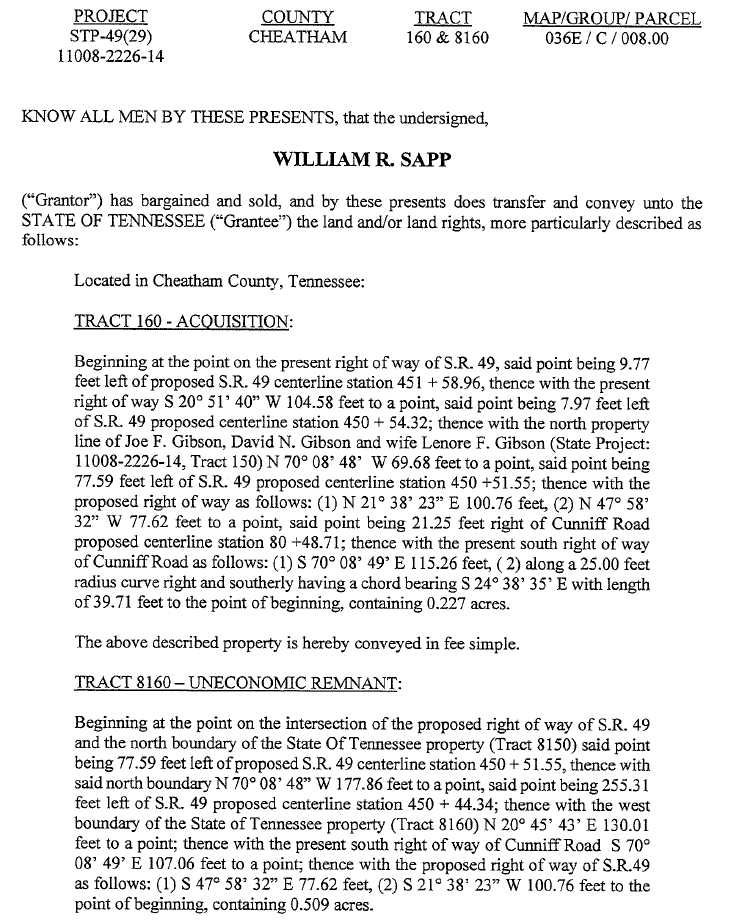 PROJECT COUNTY TRACT MAP/GROUP/ PARCEL
STP-49(29) CHEATHAM 160 & 8160 036E / C / 008.00
11008-2226-14
KNOW ALL MEN BY THESE PRESENTS, that the undersigned,
WILLIAM R. SAPP
("Grantor") has bargained and sold, and by these presents does transfer and convey unto the
STATE OF TENNESSEE ("Grantee") the land and/or land rights, more particularly described as
follows:
Located in Cheatham County, Tennessee:
TRACT 160 - ACQUISITION:
Beginning at the point on the present right of way of S.R. 49, said point being 9.77
feet left of proposed S.R. 49 centerline station 451 + 58.96, thence with the present
right of way S 20° 51' 40" W 104.58 feet to a point, said point being 7.97 feet left
of S.R. 49 proposed centerline station 450 + 54.32; thence with the north property
line of Joe F. Gibson, David N. Gibson and wife Lenore F. Gibson (State Project:
11008-2226-14, Tract 150) N 70° 08' 48' W 69.68 feet to a point, said point being
77.59 feet left of S.R. 49 proposed centerline station 450 +51.55; thence with the
proposed right of way as follows: (1) N 21° 38' 23" E 100.76 feet, (2) N 47° 58'
32" W 77.62 feet to a point, said point being 21.25 feet right of Cunniff Road
proposed centerline station 80 +48.71; thence with the present south right of way
of Cunniff Road as follows: (1) S 70° 08' 49' E 115.26 feet, ( 2) along a 25.00 feet
radius curve right and southerly having a chord bearing S 24° 38' 35' E with length
of 39.71 feet to the point of beginning, containing 0.227 acres.
The above described property is hereby conveyed in fee simple.
TRACT 8160 – UNECONOMIC REMNANT:
Beginning at the point on the intersection of the proposed right of way of S.R. 49
and the north boundary of the State Of Tennessee property (Tract 8150) said point
being 77.59 feet left of proposed S.R. 49 centerline station 450 + 51.55, thence with
said north boundary N 70° 08' 48" W 177.86 feet to a point, said point being 255.31
feet left of S.R. 49 proposed centerline station 450 + 44.34; thence with the west
boundary of the State of Tennessee property (Tract 8160) N 20° 45' 43' E 130.01
feet to a point; thence with the present south right of way of Cunniff Road S 70°
08' 49' E 107.06 feet to a point; thence with the proposed right of way of S.R.49
as follows: (1) S 47° 58' 32" E 77.62 feet, (2) S 21° 38' 23" W 100.76 feet to the
point of beginning, containing 0.509 acres.